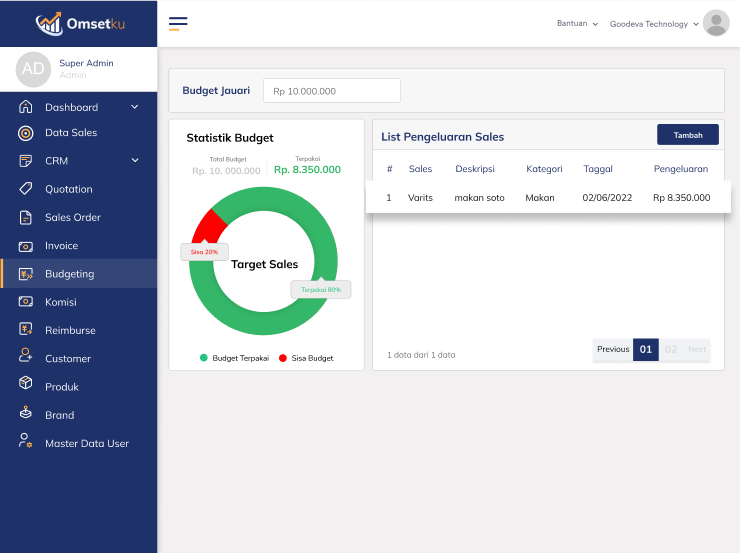 Omsetku
Bantuan
Goodeva Technology
AD
Super Admin
Admin
Dashboard
Data Sales
CRM
Quotation
Sales Order
Invoice
Budgeting
Komisi
Reimburse
Customer
Produk
Brand
Master Data User
Budget Jauari
Rp 10.000.000
Statistik Budget
Total Budget
Rp. 10. 000.000
Terpakai
Rp. 8.350.000
Sisa 20%
Target Sales
Terpakai 80%
Budget Terpakai
Sisa Budget
List Pengeluaran Sales
Tambah
# Sales Deskripsi Kategori Taggal Pengeluaran
1 Varits makan soto Makan 02/06/2022 Rp 8.350.000
1 data dari 1 data
Previous 01 02 Next